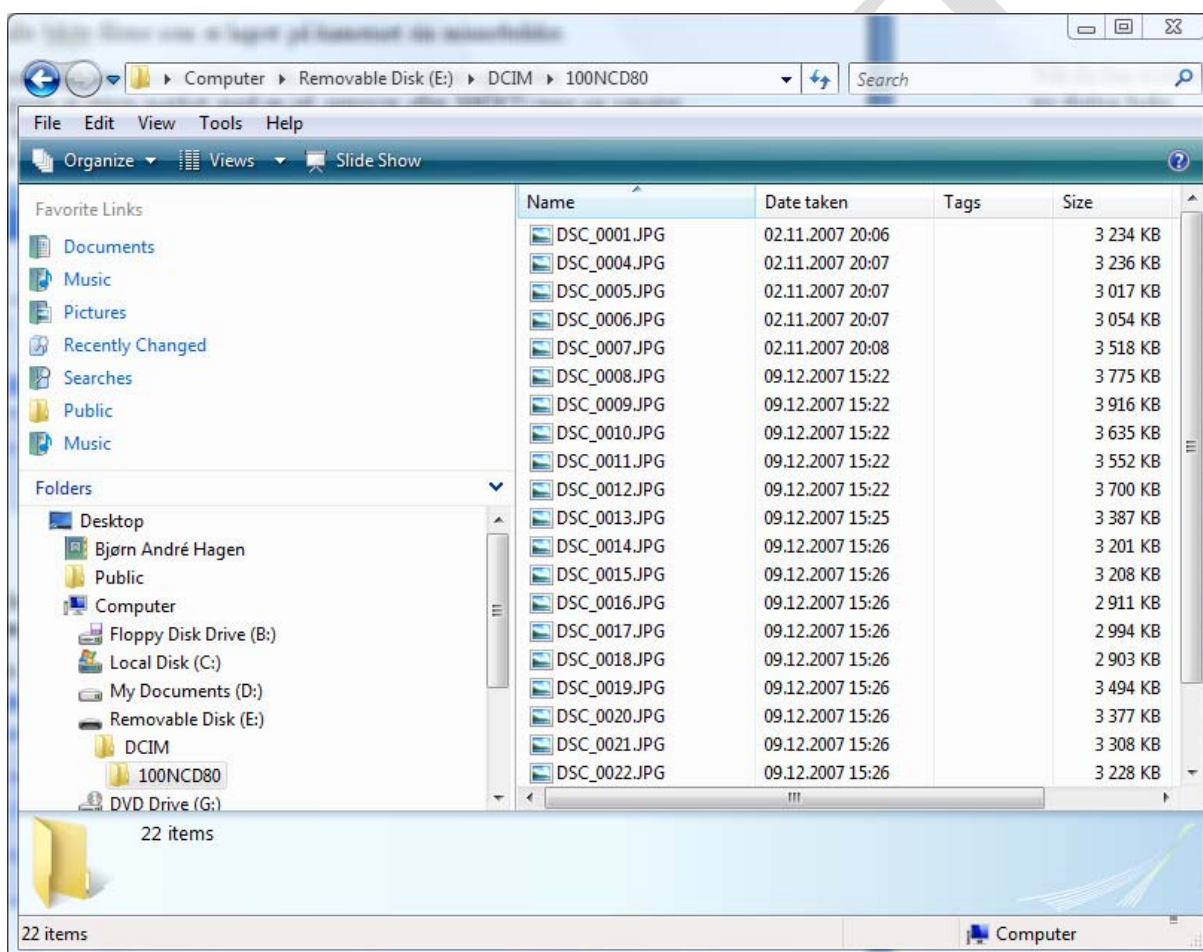 Computer ▸ Removable Disk (E:) ▸ DCIM ▸ 100NCD80 Search
File Edit View Tools Help
Organize Views Slide Show
Favorite Links
Documents
Music
Pictures
Recently Changed
Searches
Public
Music
Folders
Desktop
Bjørn André Hagen
Public
Computer
Floppy Disk Drive (B:)
Local Disk (C:)
My Documents (D:)
Removable Disk (E:)
DCIM
100NCD80
DVD Drive (G:)
Name Date taken Tags Size
DSC_0001.JPG 02.11.2007 20:06 3 234 KB
DSC_0004.JPG 02.11.2007 20:07 3 236 KB
DSC_0005.JPG 02.11.2007 20:07 3 017 KB
DSC_0006.JPG 02.11.2007 20:07 3 054 KB
DSC_0007.JPG 02.11.2007 20:08 3 518 KB
DSC_0008.JPG 09.12.2007 15:22 3 775 KB
DSC_0009.JPG 09.12.2007 15:22 3 916 KB
DSC_0010.JPG 09.12.2007 15:22 3 635 KB
DSC_0011.JPG 09.12.2007 15:22 3 552 KB
DSC_0012.JPG 09.12.2007 15:22 3 700 KB
DSC_0013.JPG 09.12.2007 15:25 3 387 KB
DSC_0014.JPG 09.12.2007 15:26 3 201 KB
DSC_0015.JPG 09.12.2007 15:26 3 208 KB
DSC_0016.JPG 09.12.2007 15:26 2 911 KB
DSC_0017.JPG 09.12.2007 15:26 2 994 KB
DSC_0018.JPG 09.12.2007 15:26 2 903 KB
DSC_0019.JPG 09.12.2007 15:26 3 494 KB
DSC_0020.JPG 09.12.2007 15:26 3 377 KB
DSC_0021.JPG 09.12.2007 15:26 3 308 KB
DSC_0022.JPG 09.12.2007 15:26 3 228 KB
22 items
22 items Computer